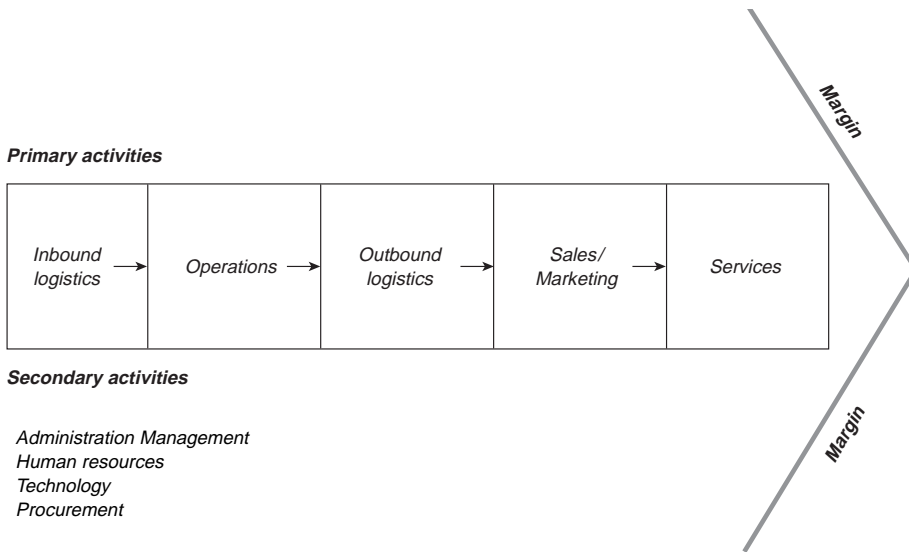 Margin
Primary activities
Inbound
logistics
Operations
Outbound
logistics
Sales/
Marketing
Services
Secondary activities
Administration Management
Human resources
Technology
Procurement
Margin